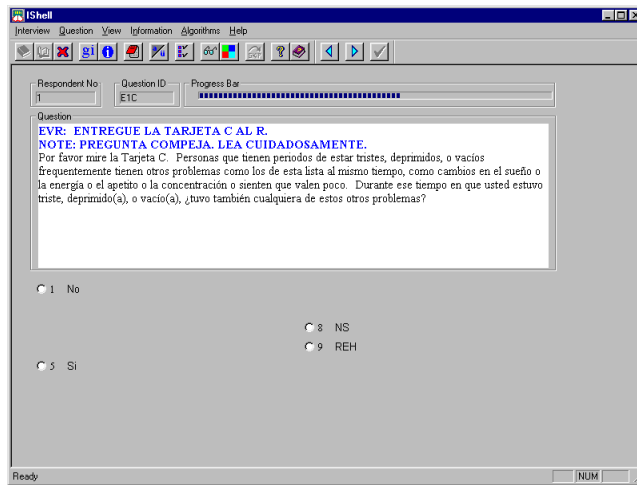 IShell
Interview Question View Information Algorithms Help
Respondent No
1
Question ID
E1C
Progress Bar
Question
EVR: ENTREGUE LA TARJETA C AL R.
NOTE: PREGUNTA COMPEJA. LEA CUIDADOSAMENTE.
Por favor mire la Tarjeta C. Personas que tienen periodos de estar tristes, deprimidos, o vacíos
frequentemente tienen otros problemas como los de esta lista al mismo tiempo, como cambios en el sueño o
la energía o el apetito o la concentración o sienten que valen poco. Durante ese tiempo en que usted estuvo
triste, deprimido(a), o vacío(a), ¿tuvo también cualquiera de estos otros problemas?
1 No
8 NS
9 REH
5 Si
Ready
NUM